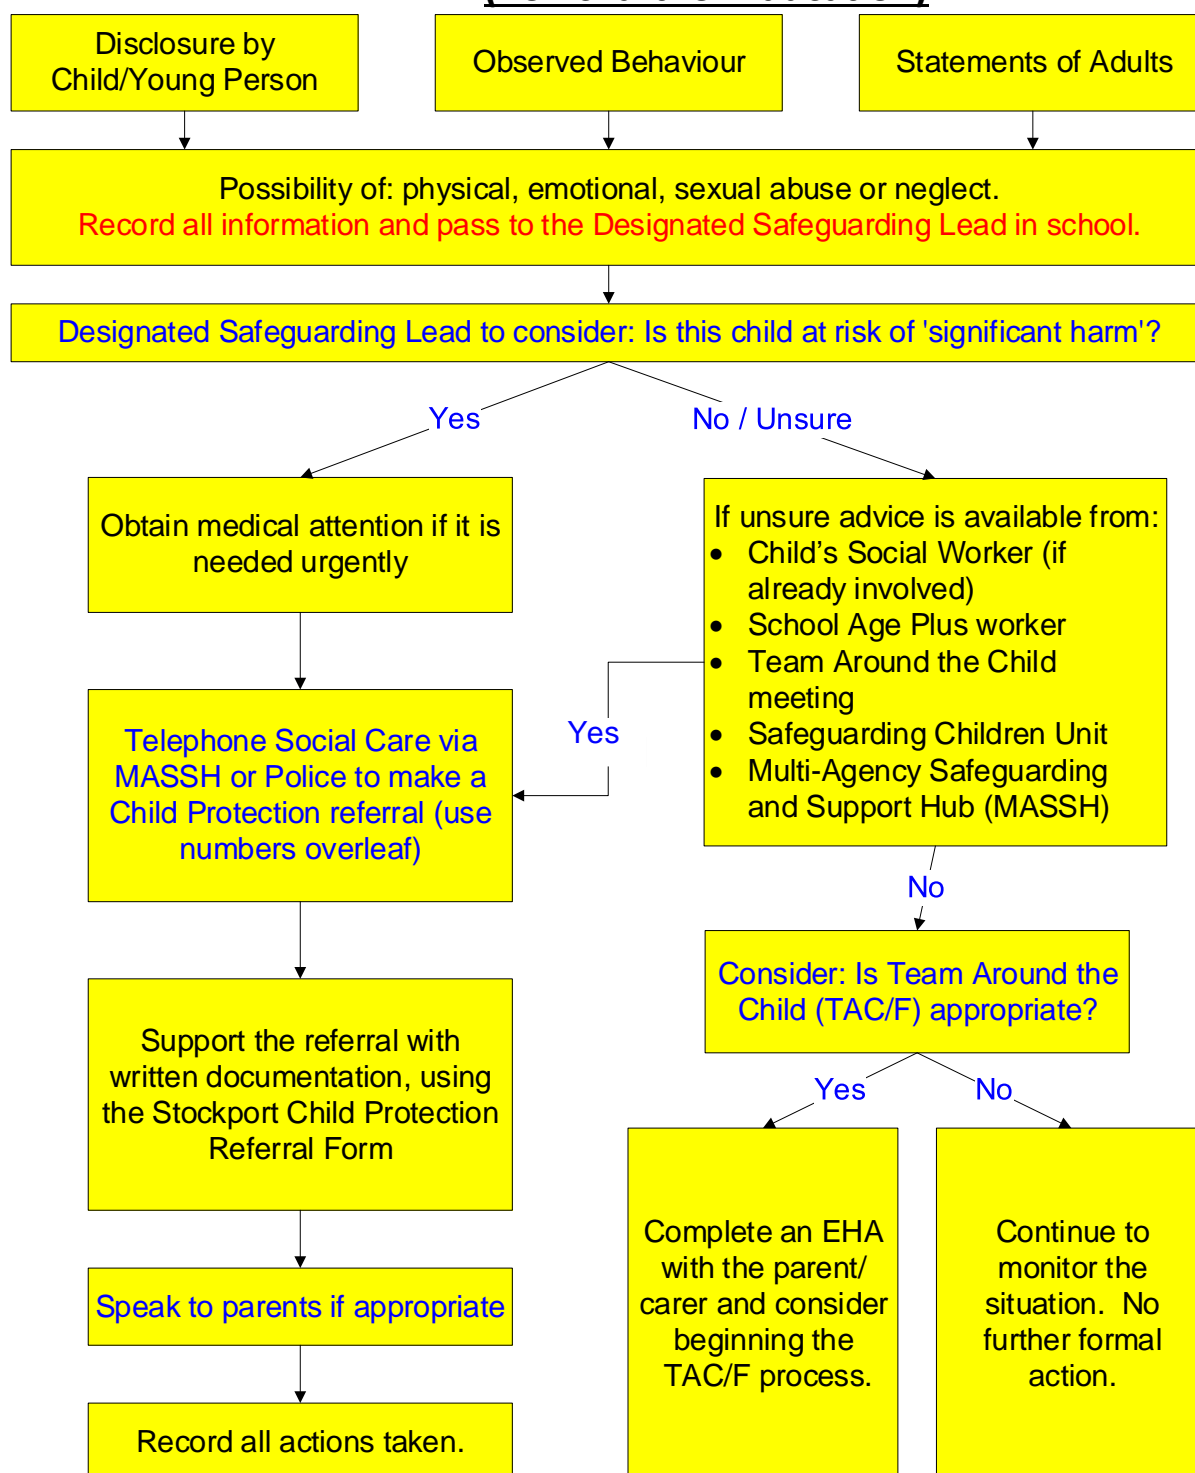 Disclosure by
Child/Young Person
Observed Behaviour
Statements of Adults
Possibility of: physical, emotional, sexual abuse or neglect.
Record all information and pass to the Designated Safeguarding Lead in school.
Designated Safeguarding Lead to consider: Is this child at risk of 'significant harm'?
Yes
No / Unsure
Obtain medical attention if it is
needed urgently
If unsure advice is available from:
• Child’s Social Worker (if
already involved)
• School Age Plus worker
• Team Around the Child
meeting
• Safeguarding Children Unit
• Multi-Agency Safeguarding
and Support Hub (MASSH)
Yes
Telephone Social Care via
MASSH or Police to make a
Child Protection referral (use
numbers overleaf)
No
Consider: Is Team Around the
Child (TAC/F) appropriate?
Support the referral with
written documentation, using
the Stockport Child Protection
Referral Form
Yes
No
Complete an EHA
with the parent/
carer and consider
beginning the
TAC/F process.
Continue to
monitor the
situation.  No
further formal
action.
Speak to parents if appropriate
Record all actions taken.